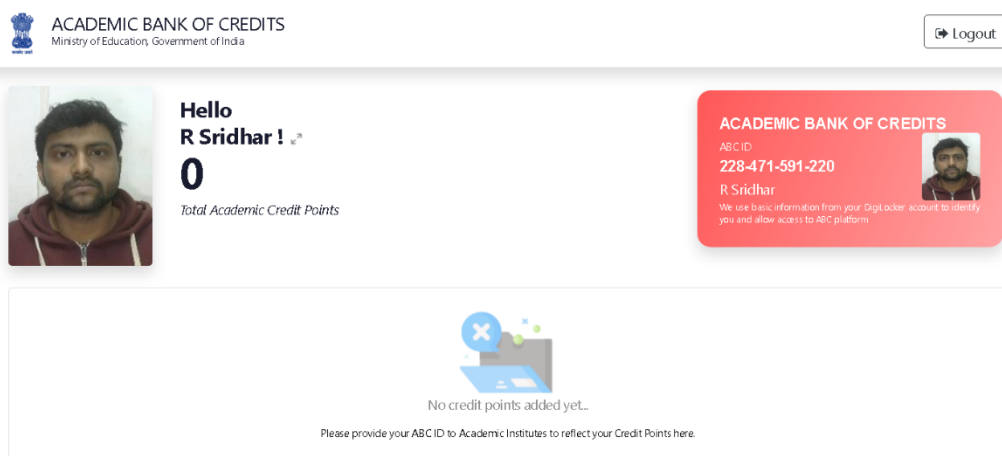 ACADEMIC BANK OF CREDITS
Ministry of Education, Government of India
Logout
Hello
R Sridhar !
0
Total Academic Credit Points
ACADEMIC BANK OF CREDITS
ABC ID
228-471-591-220
R Sridhar
We use basic information from your DigiLocker account to identify
you and allow access to ABC platform
No credit points added yet...
Please provide your ABC ID to Academic Institutes to reflect your Credit Points here.